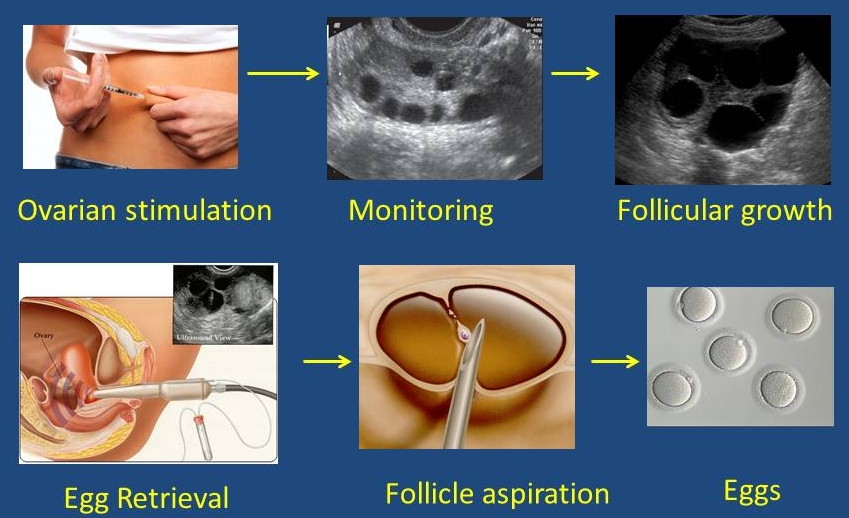 Ovarian stimulation
Monitoring
Follicular growth
Ovary
Ultrasound View
Egg Retrieval
Follicle aspiration
Eggs